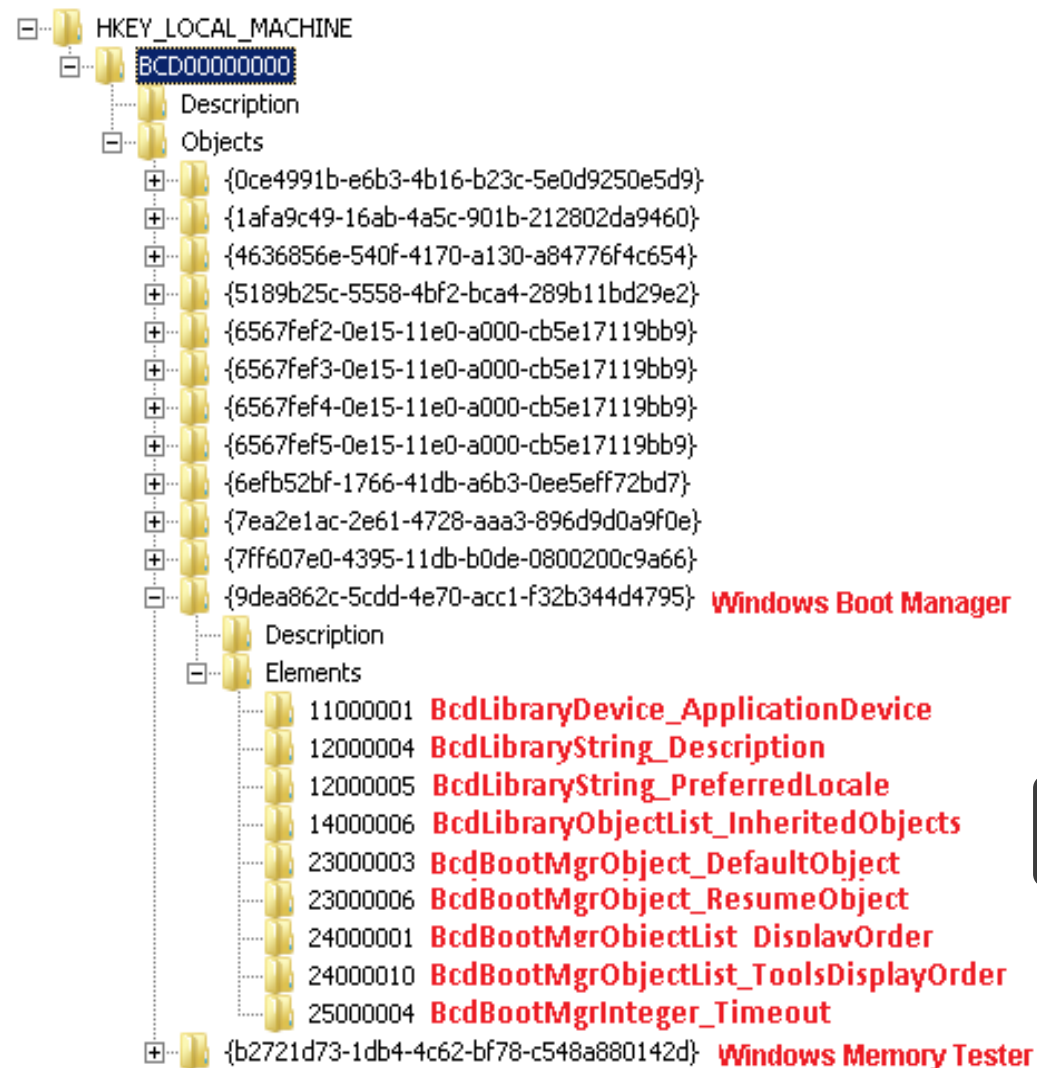 HKEY_LOCAL_MACHINE
BCD00000000
Description
Objects
{0ce4991b-e6b3-4b16-b23c-5e0d9250e5d9}
{1afa9c49-16ab-4a5c-901b-212802da9460}
{4636856e-540f-4170-a130-a84776f4c654}
{5189b25c-5558-4bf2-bca4-289b11bd29e2}
{6567fef2-0e15-11e0-a000-cb5e17119bb9}
{6567fef3-0e15-11e0-a000-cb5e17119bb9}
{6567fef4-0e15-11e0-a000-cb5e17119bb9}
{6567fef5-0e15-11e0-a000-cb5e17119bb9}
{6efb52bf-1766-41db-a6b3-0ee5eff72bd7}
{7ea2e1ac-2e61-4728-aaa3-896d9d0a9f0e}
{7ff607e0-4395-11db-b0de-0800200c9a66}
{9dea862c-5cdd-4e70-acc1-f32b344d4795} Windows Boot Manager
Description
Elements
11000001 BcdLibraryDevice_ApplicationDevice
12000004 BcdLibraryString_Description
12000005 BcdLibraryString_PreferredLocale
14000006 BcdLibraryObjectList_InheritedObjects
23000003 BcdBootMgrObject_DefaultObject
23000006 BcdBootMgrObject_ResumeObject
24000001 BcdBootMgrObjectList_DisplayOrder
24000010 BcdBootMgrObjectList_ToolsDisplayOrder
25000004 BcdBootMgrInteger_Timeout
{b2721d73-1db4-4c62-bf78-c548a880142d} Windows Memory Tester